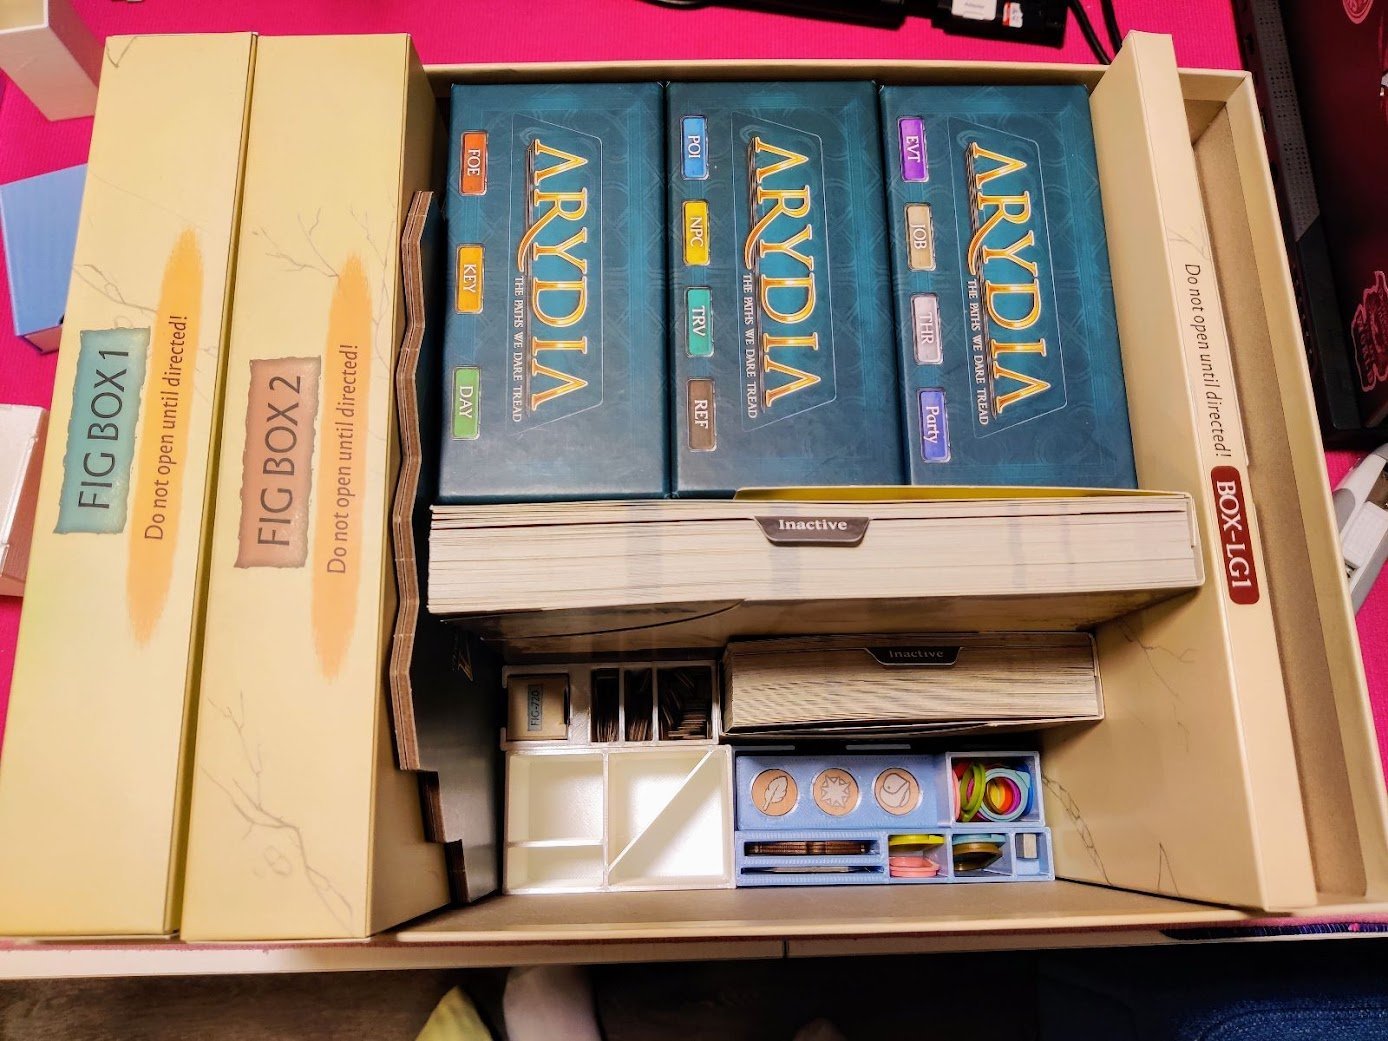 FIG BOX 1
Do not open until directed!
FIG BOX 2
Do not open until directed!
FOE
KEY
DAY
ARYDIA
THE PATHS WE DARE TREAD
POI
NPC
TRV
REF
ARYDIA
THE PATHS WE DARE TREAD
EVT
JOB
THR
Party
ARYDIA
THE PATHS WE DARE TREAD
Do not open until directed!
BOX-LG1
Inactive
Inactive
FIG-720